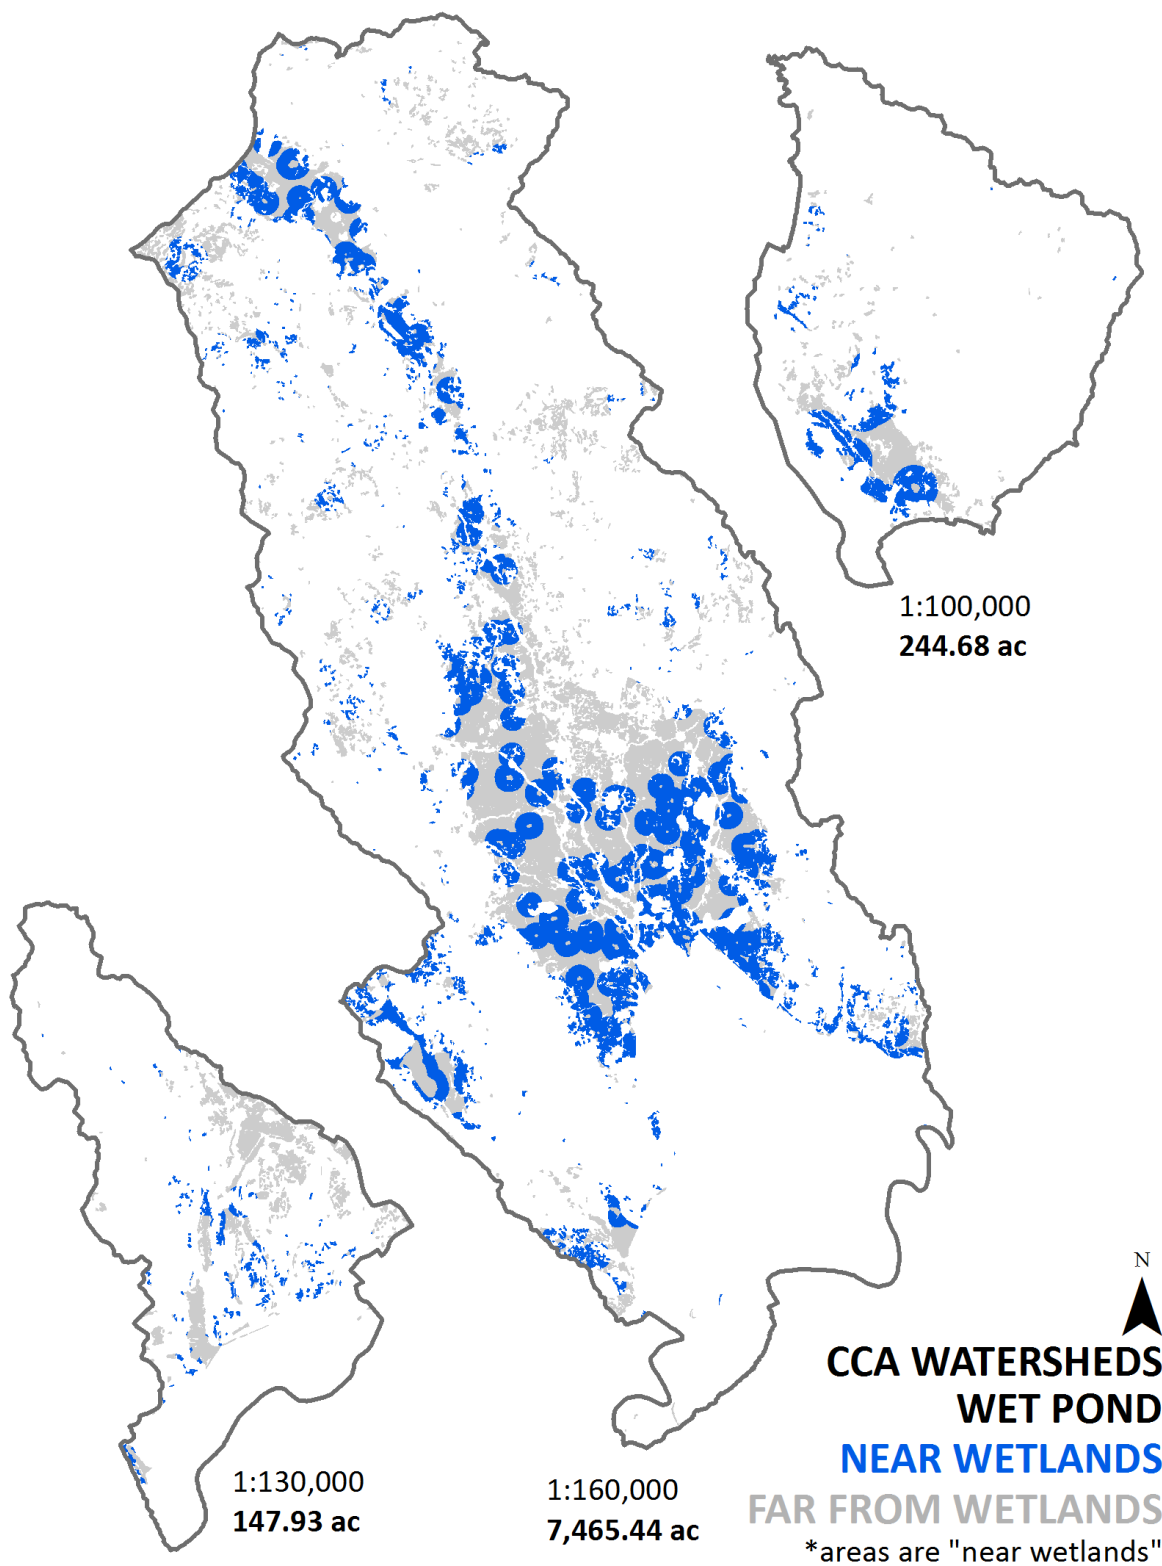 1:100,000
244.68 ac
N
CCA WATERSHEDS
WET POND
NEAR WETLANDS
FAR FROM WETLANDS
*areas are "near wetlands"
1:130,000
147.93 ac
1:160,000
7,465.44 ac